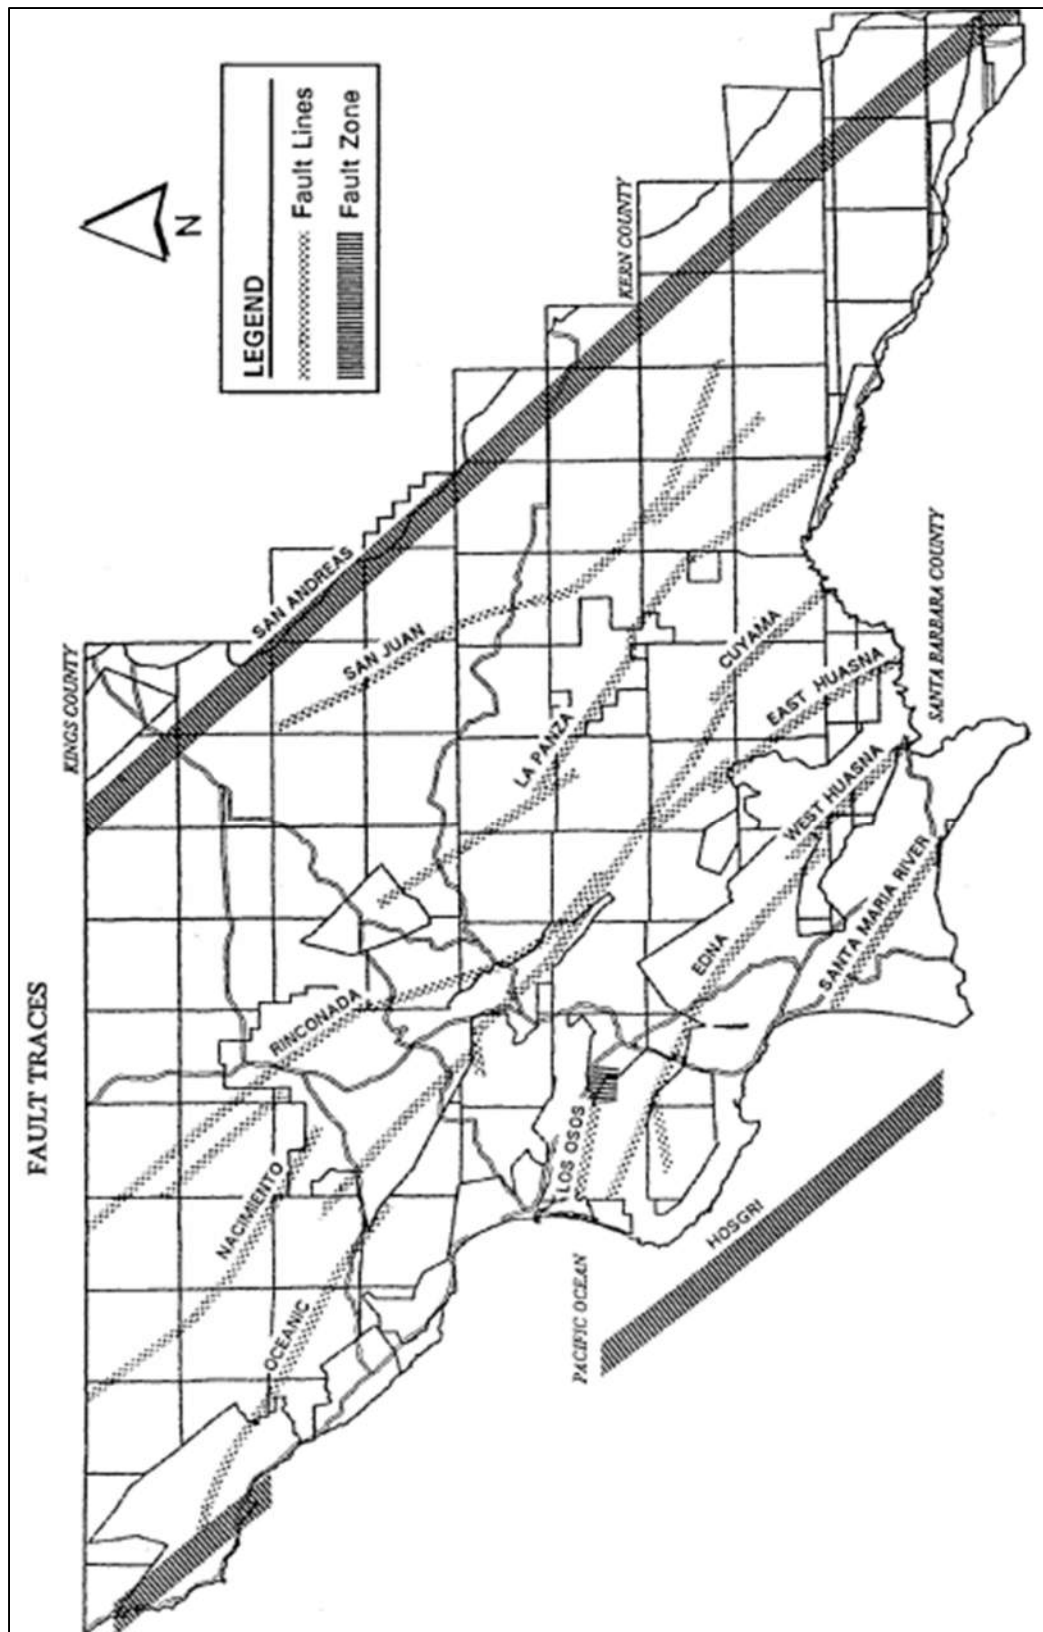 FAULT TRACES
LEGEND
Fault Lines
Fault Zone
N
KINGS COUNTY
KERN COUNTY
SAN ANDREAS
SAN JUAN
LA PANZA
CUYAMA
EAST HUASNA
WEST HUASNA
SANTA BARBARA COUNTY
RINCONADA
EDNA
SANTA MARIA RIVER
NACIMIENTO
LOS OSOS
OCEANIC
HOSGRI
PACIFIC OCEAN